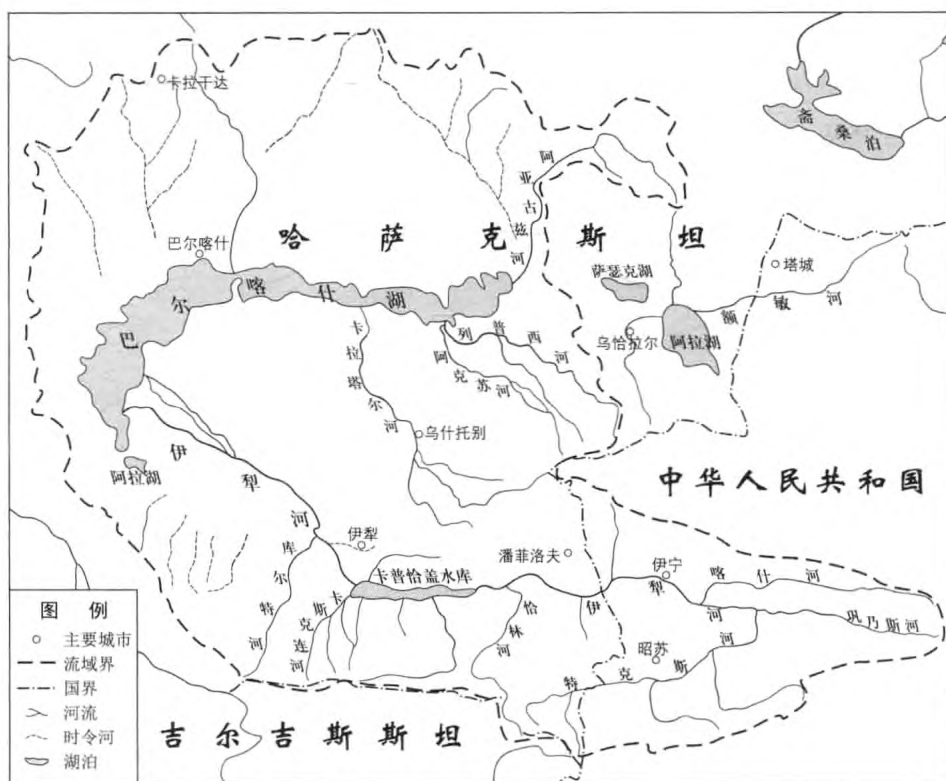 卡拉干达
斋桑泊
阿亚古兹河
哈萨克斯坦
巴尔喀什
塔城
萨瑟克湖
巴尔喀什湖
额敏河
乌恰拉尔
阿拉湖
列普西河
阿克苏河
卡拉塔尔河
乌什托别
阿拉湖
伊犁河
中华人民共和国
伊犁
潘菲洛夫
伊宁
喀什河
库尔特河
卡普恰盖水库
卡斯克连河
恰林河
伊犁河
巩乃斯河
昭苏
特克斯河
吉尔吉斯斯坦
图例
主要城市
流域界
国界
河流
时令河
湖泊